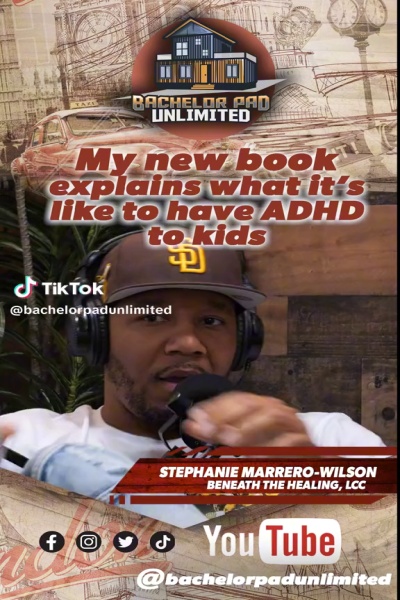 BACHELOR PAD
UNLIMITED
My new book
explains what it's
like to have ADHD
to kids
SD
TikTok
@bachelorpadunlimited
STEPHANIE MARRERO-WILSON
BENEATH THE HEALING, LCC
YouTube
@bachelorpadunlimited